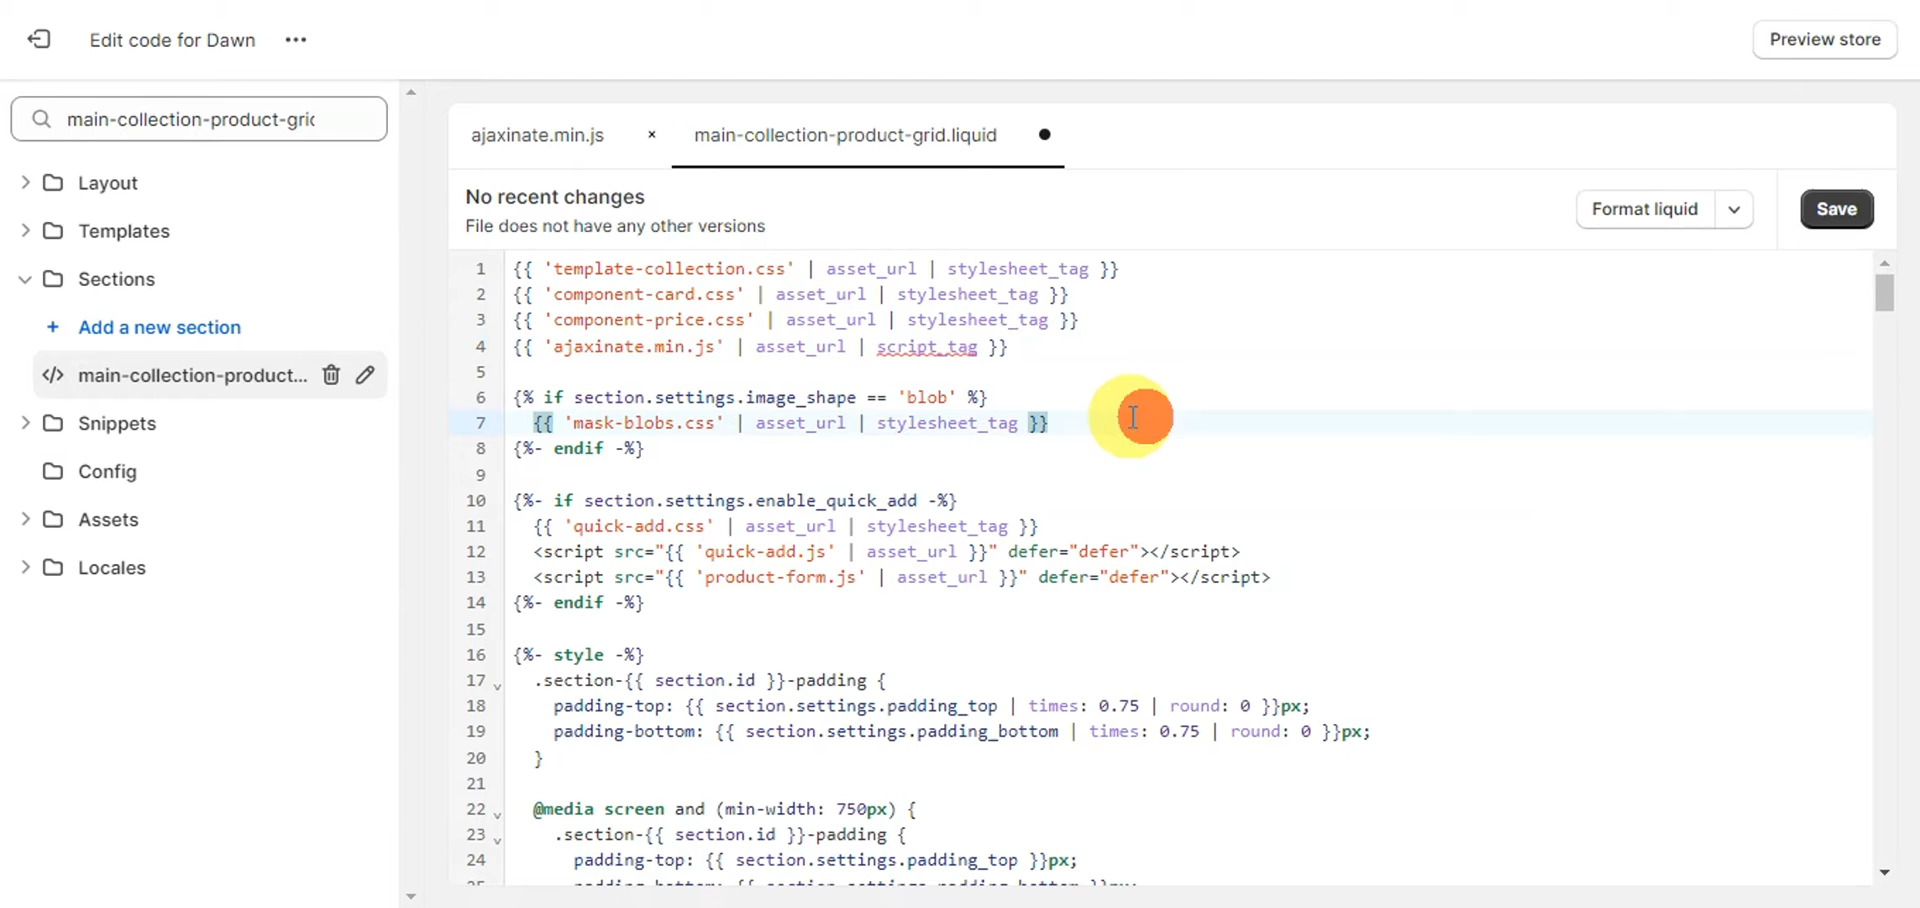 Edit code for Dawn ...
Preview store
main-collection-product-gric
Layout
Templates
Sections
+ Add a new section
</> main-collection-product...
Snippets
Config
Assets
Locales
ajaxinate.min.js ×
main-collection-product-grid.liquid
No recent changes
File does not have any other versions
Format liquid
Save
1 {{ 'template-collection.css' | asset_url | stylesheet_tag }}
2 {{ 'component-card.css' | asset_url | stylesheet_tag }}
3 {{ 'component-price.css' | asset_url | stylesheet_tag }}
4 {{ 'ajaxinate.min.js' | asset_url | script_tag }}
5
6 {% if section.settings.image_shape == 'blob' %}
7 {{ 'mask-blobs.css' | asset_url | stylesheet_tag }}
8 {%- endif -%}
9
10 {%- if section.settings.enable_quick_add -%}
11 {{ 'quick-add.css' | asset_url | stylesheet_tag }}
12 <script src="{{ 'quick-add.js' | asset_url }}" defer="defer"></script>
13 <script src="{{ 'product-form.js' | asset_url }}" defer="defer"></script>
14 {%- endif -%}
15
16 {%- style -%}
17 .section-{{ section.id }}-padding {
18 padding-top: {{ section.settings.padding_top | times: 0.75 | round: 0 }}px;
19 padding-bottom: {{ section.settings.padding_bottom | times: 0.75 | round: 0 }}px;
20 }
21
22 @media screen and (min-width: 750px) {
23 .section-{{ section.id }}-padding {
24 padding-top: {{ section.settings.padding_top }}px;